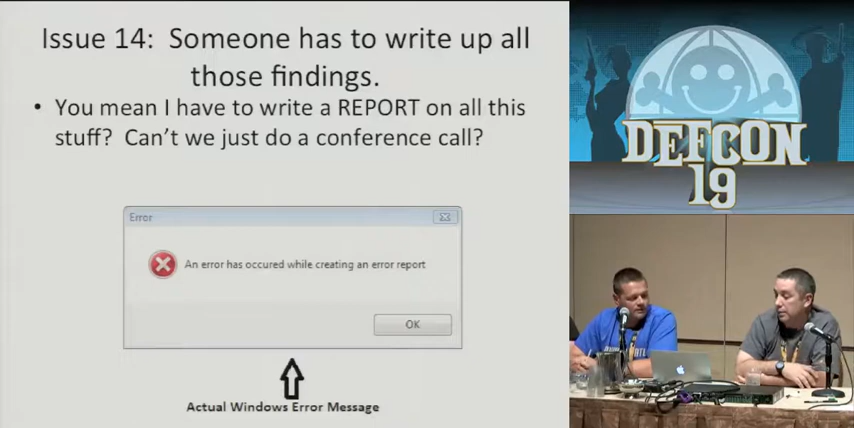 Issue 14:  Someone has to write up all
those findings.
• You mean I have to write a REPORT on all this
stuff?  Can't we just do a conference call?
Error
An error has occured while creating an error report
OK
Actual Windows Error Message
DEFCON
19